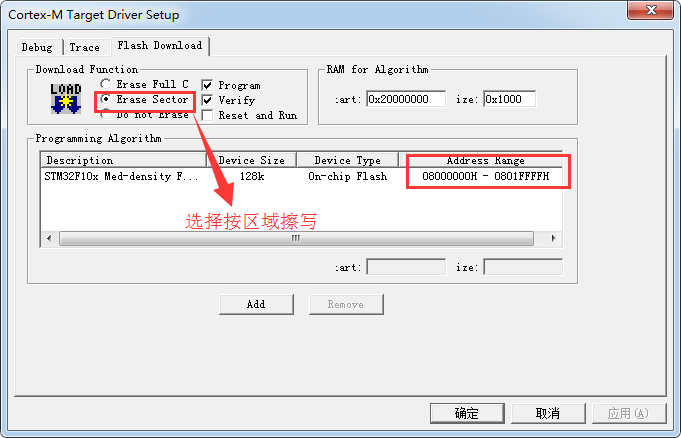 Cortex-M Target Driver Setup
Debug Trace Flash Download
Download Function
LOAD
Erase Full C
Erase Sector
Do not Erase
Program
Verify
Reset and Run
RAM for Algorithm
:art: 0x20000000 ize: 0x1000
Programming Algorithm
Description Device Size Device Type Address Range
STM32F10x Med-density F... 128k On-chip Flash 08000000H - 0801FFFFH
选择按区域擦写
:art: ize:
Add Remove
确定 取消 应用(A)